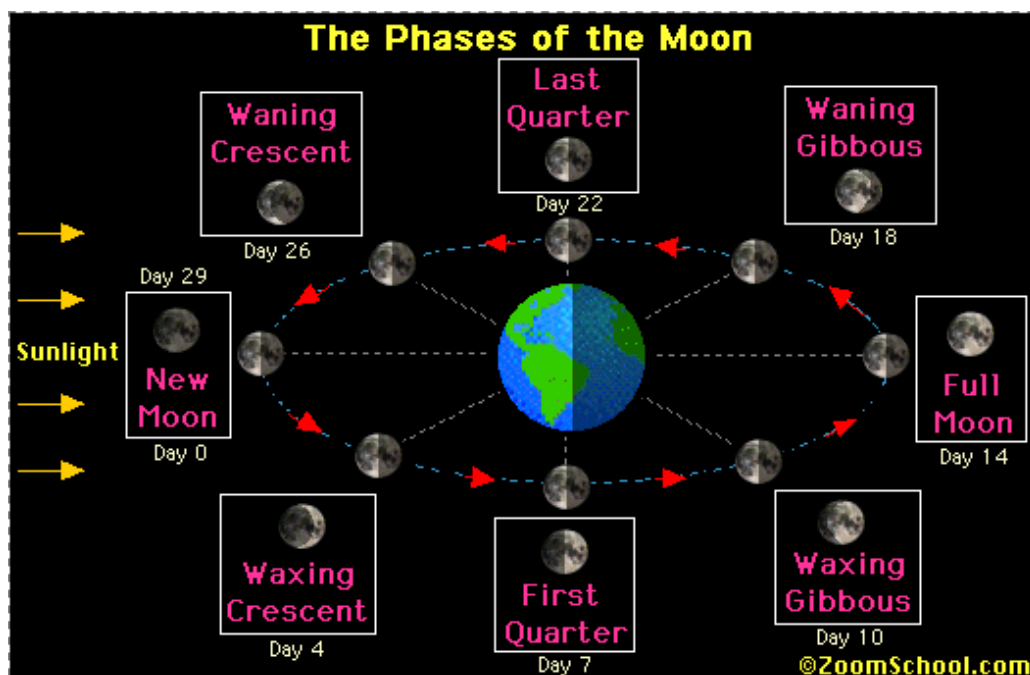 The Phases of the Moon
Last
Quarter
Day 22
Waning
Crescent
Day 26
Waning
Gibbous
Day 18
Day 29
New
Moon
Day 0
Sunlight
Full
Moon
Day 14
Waxing
Crescent
Day 4
First
Quarter
Day 7
Waxing
Gibbous
Day 10
©ZoomSchool.com